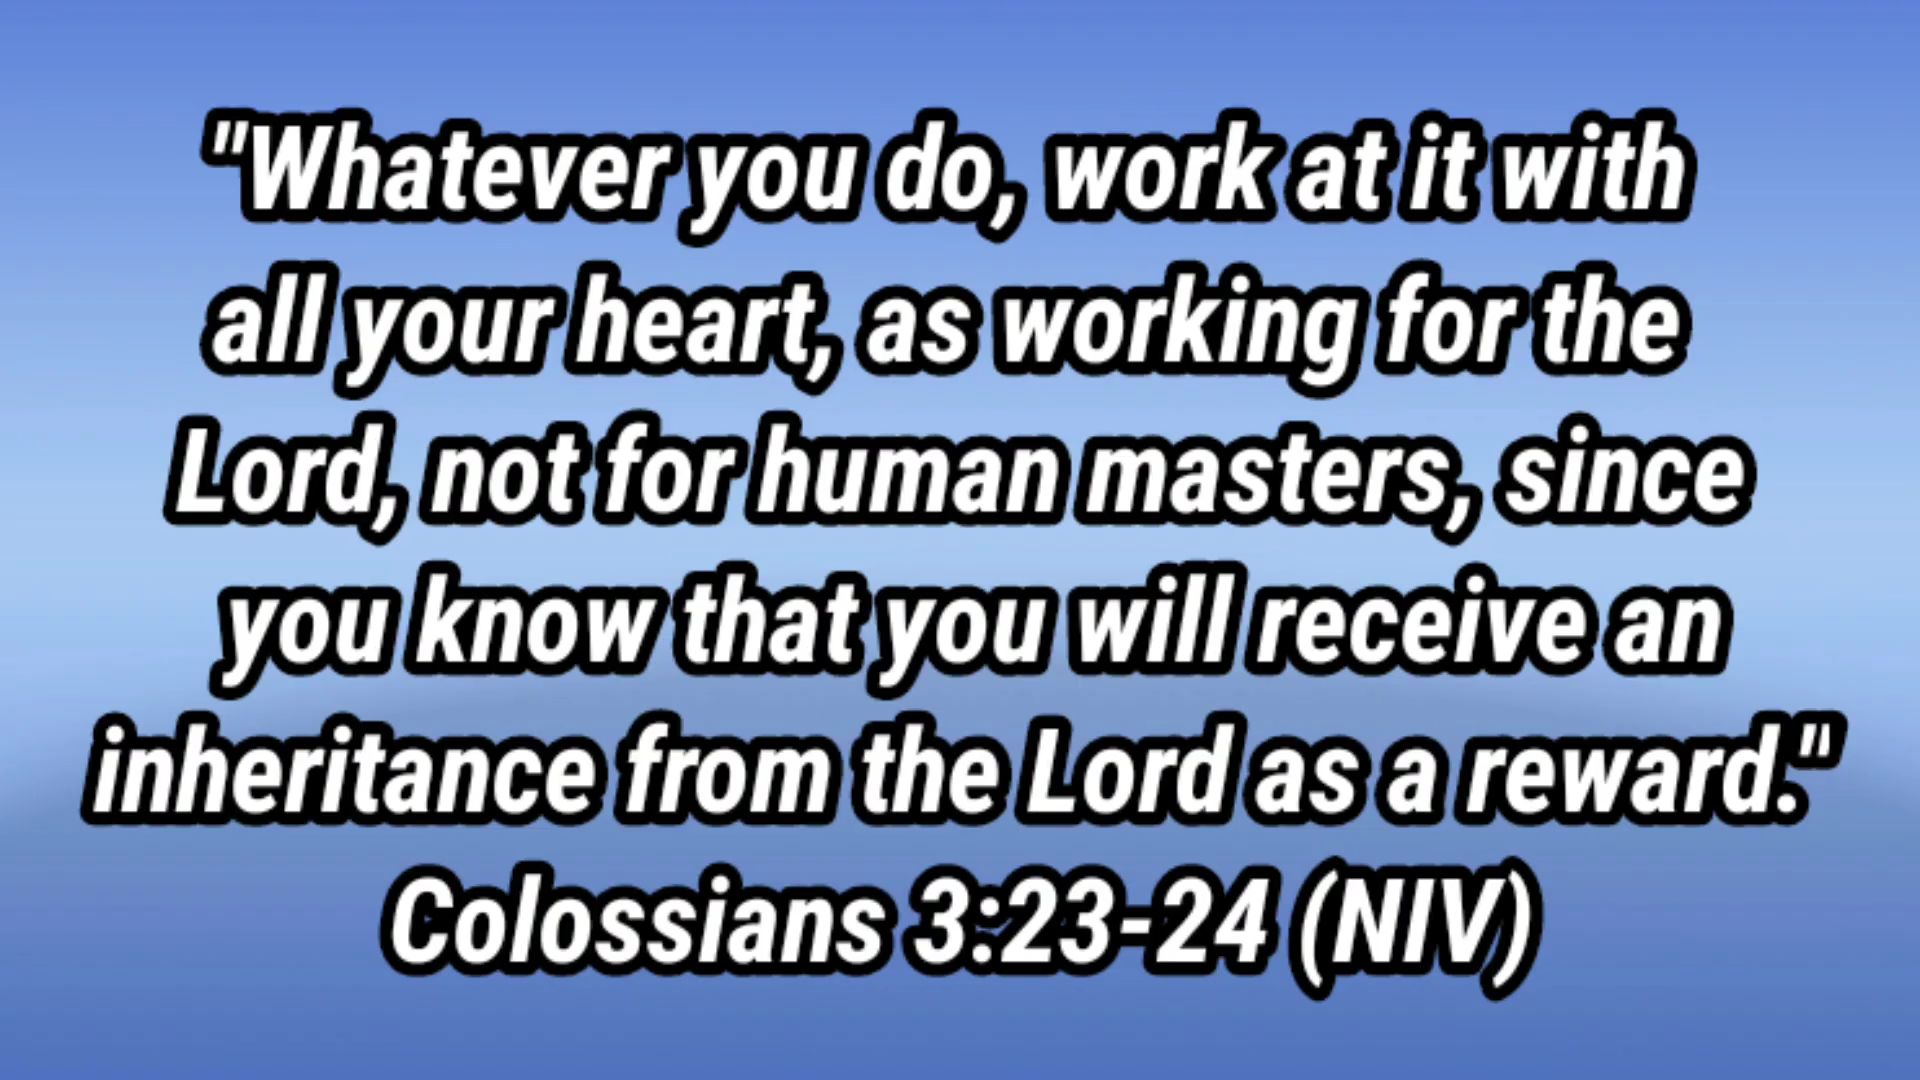 "Whatever you do, work at it with
all your heart, as working for the
Lord, not for human masters, since
you know that you will receive an
inheritance from the Lord as a reward."
Colossians 3:23-24 (NIV)